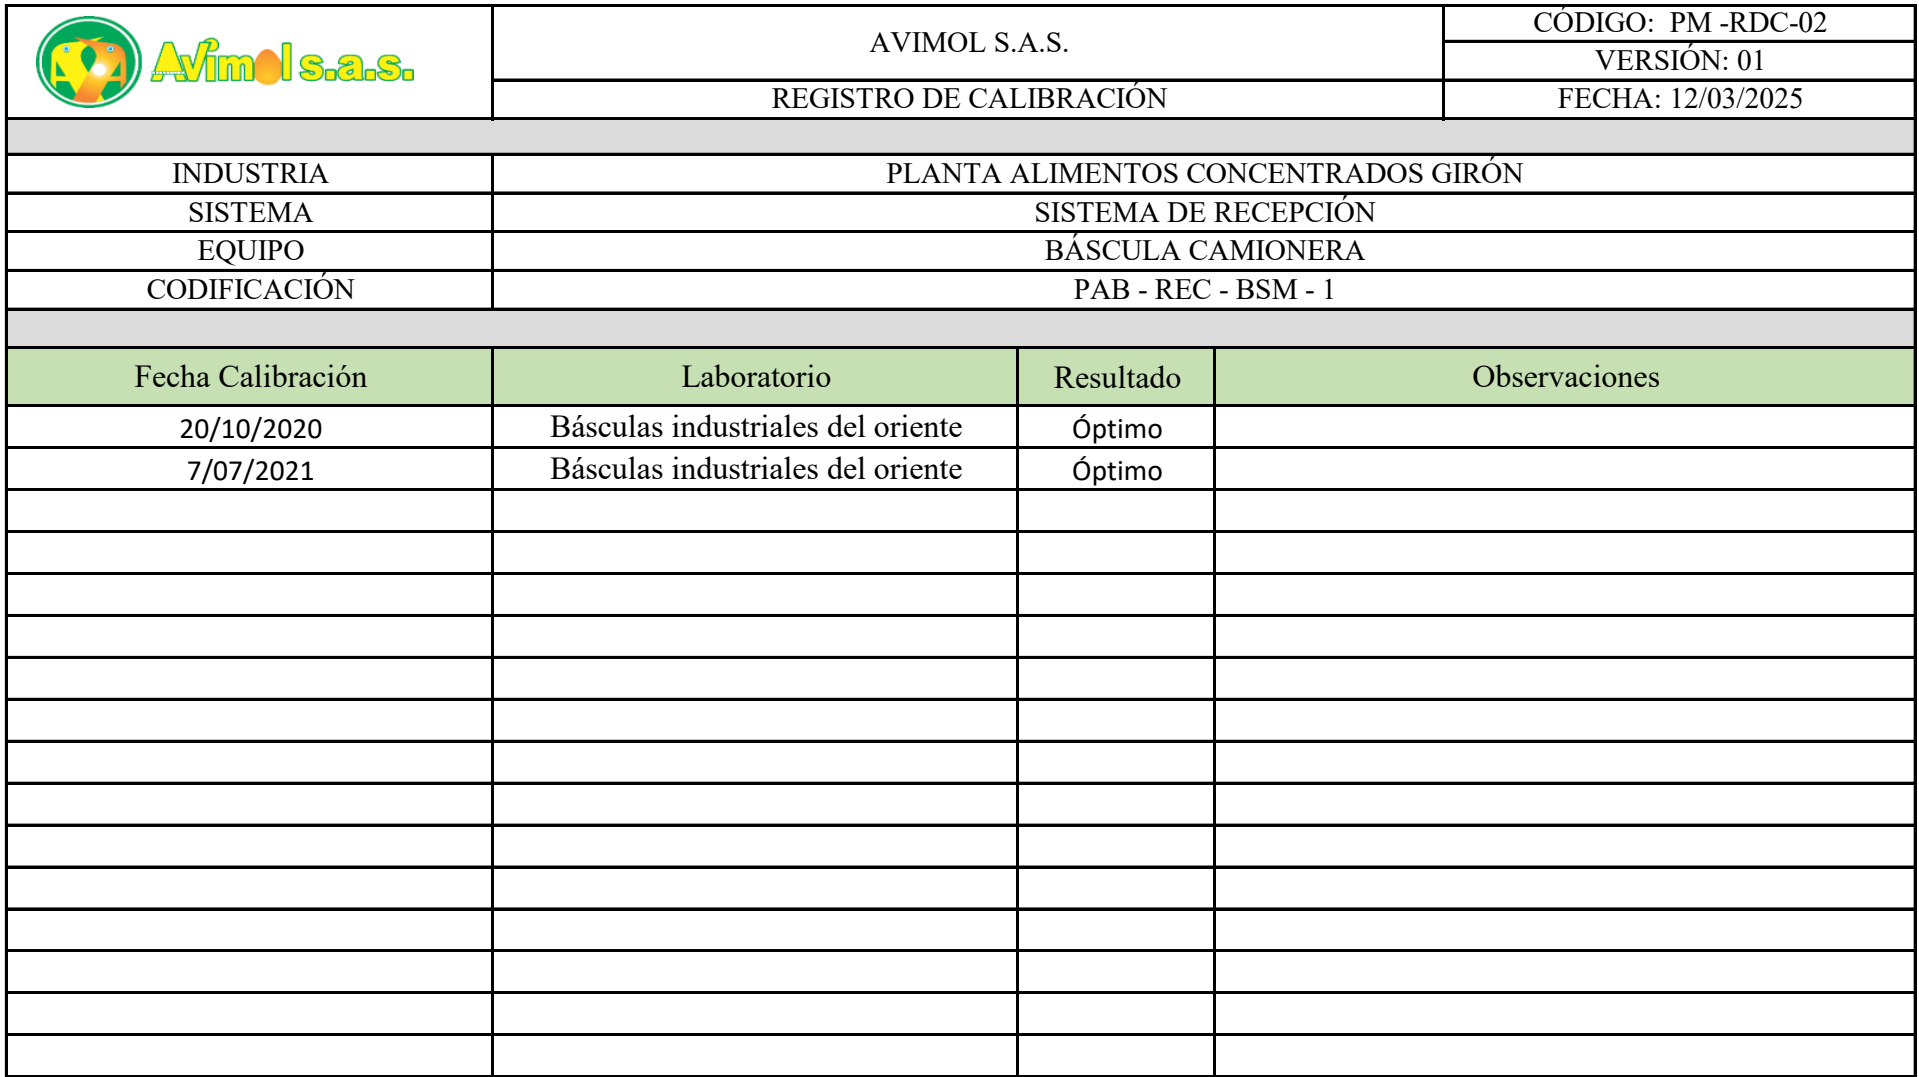 Avimol s.a.s.
AVIMOL S.A.S.
CÓDIGO: PM -RDC-02
VERSIÓN: 01
REGISTRO DE CALIBRACIÓN
FECHA: 12/03/2025
INDUSTRIA
PLANTA ALIMENTOS CONCENTRADOS GIRÓN
SISTEMA
SISTEMA DE RECEPCIÓN
EQUIPO
BÁSCULA CAMIONERA
CODIFICACIÓN
PAB - REC - BSM - 1
Fecha Calibración
Laboratorio
Resultado
Observaciones
20/10/2020
Básculas industriales del oriente
Óptimo
7/07/2021
Básculas industriales del oriente
Óptimo